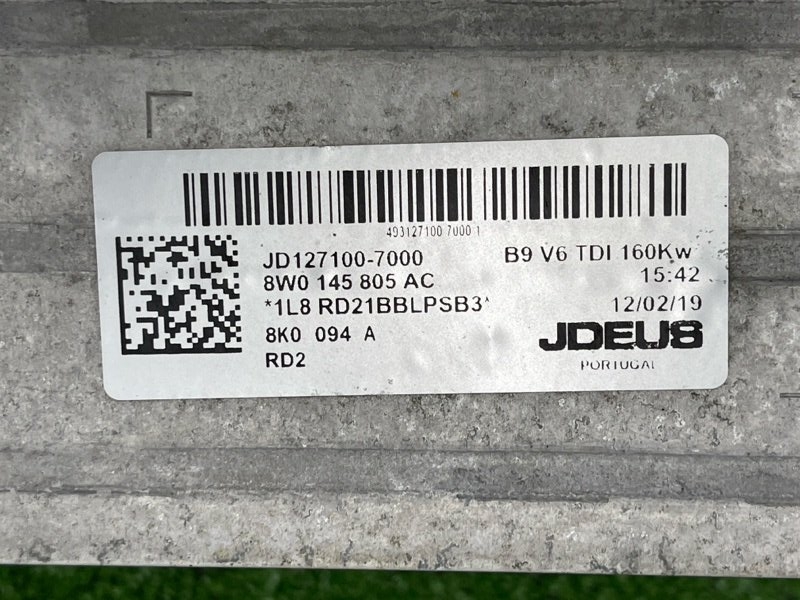 493127100 7000 1
JD127100-7000
B9 V6 TDI 160Kw
8W0 145 805 AC
15:42
*1L8 RD21BBLPSB3*
12/02/19
8K0 094 A
JDEUS
RD2
PORTUGAL